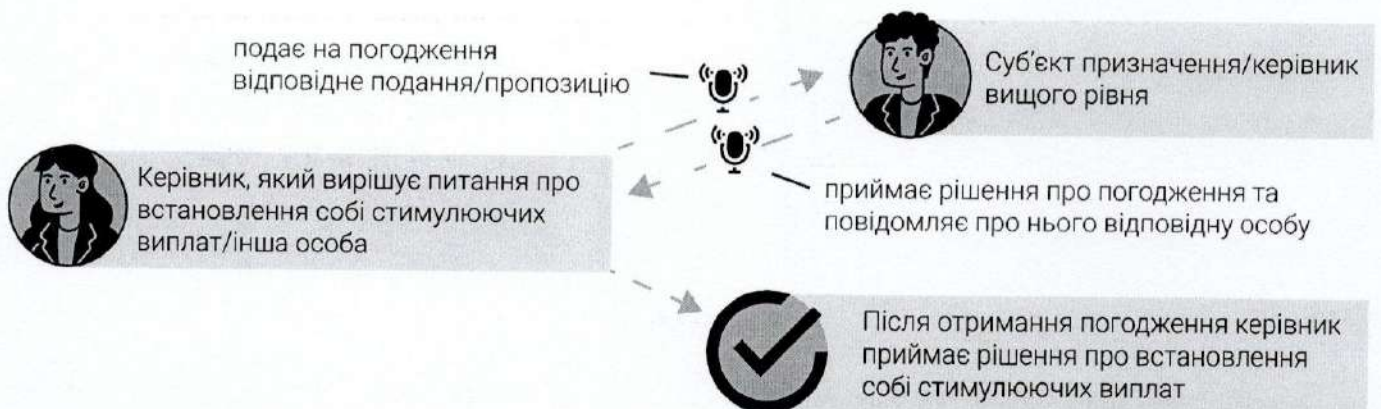 подає на погодження
відповідне подання/пропозицію
Суб’єкт призначення/керівник
вищого рівня
Керівник, який вирішує питання про
встановлення собі стимулюючих
виплат/інша особа
приймає рішення про погодження та
повідомляє про нього відповідну особу
Після отримання погодження керівник
приймає рішення про встановлення
собі стимулюючих виплат